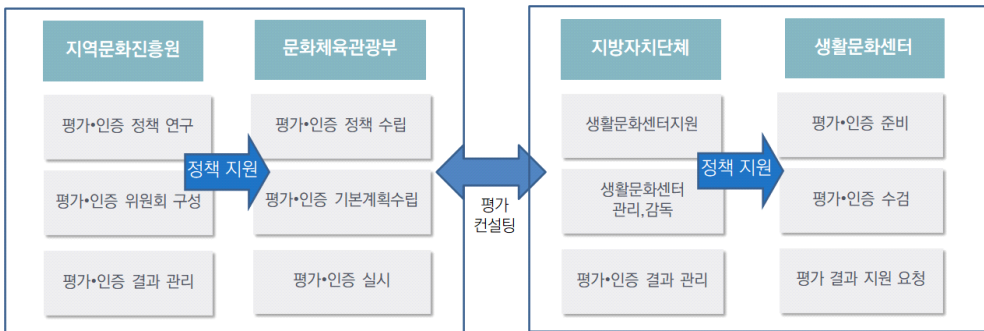 지역문화진흥원
문화체육관광부
지방자치단체
생활문화센터
평가•인증 정책 연구
평가•인증 정책 수립
생활문화센터지원
평가•인증 준비
정책 지원
정책 지원
평가•인증 위원회 구성
평가•인증 기본계획수립
평가
컨설팅
생활문화센터
관리,감독
평가•인증 수검
평가•인증 결과 관리
평가•인증 실시
평가•인증 결과 관리
평가 결과 지원 요청